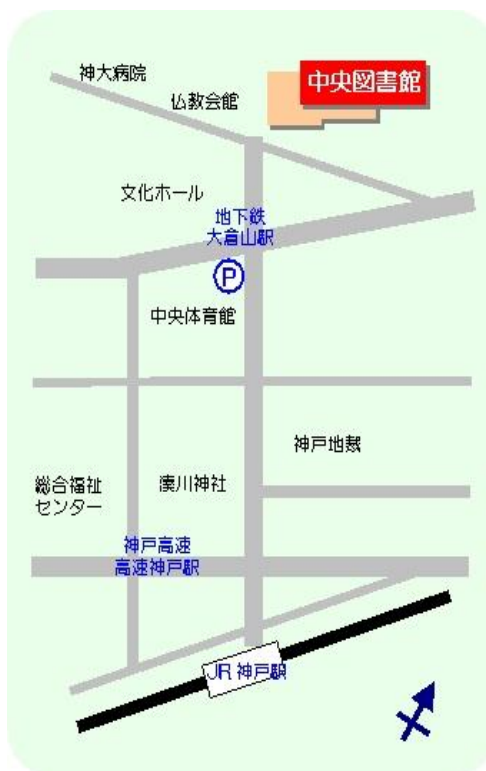 神大病院
仏教会館
中央図書館
文化ホール
地下鉄
大倉山駅
P
中央体育館
神戸地裁
総合福祉
センター
湊川神社
神戸高速
高速神戸駅
JR 神戸駅